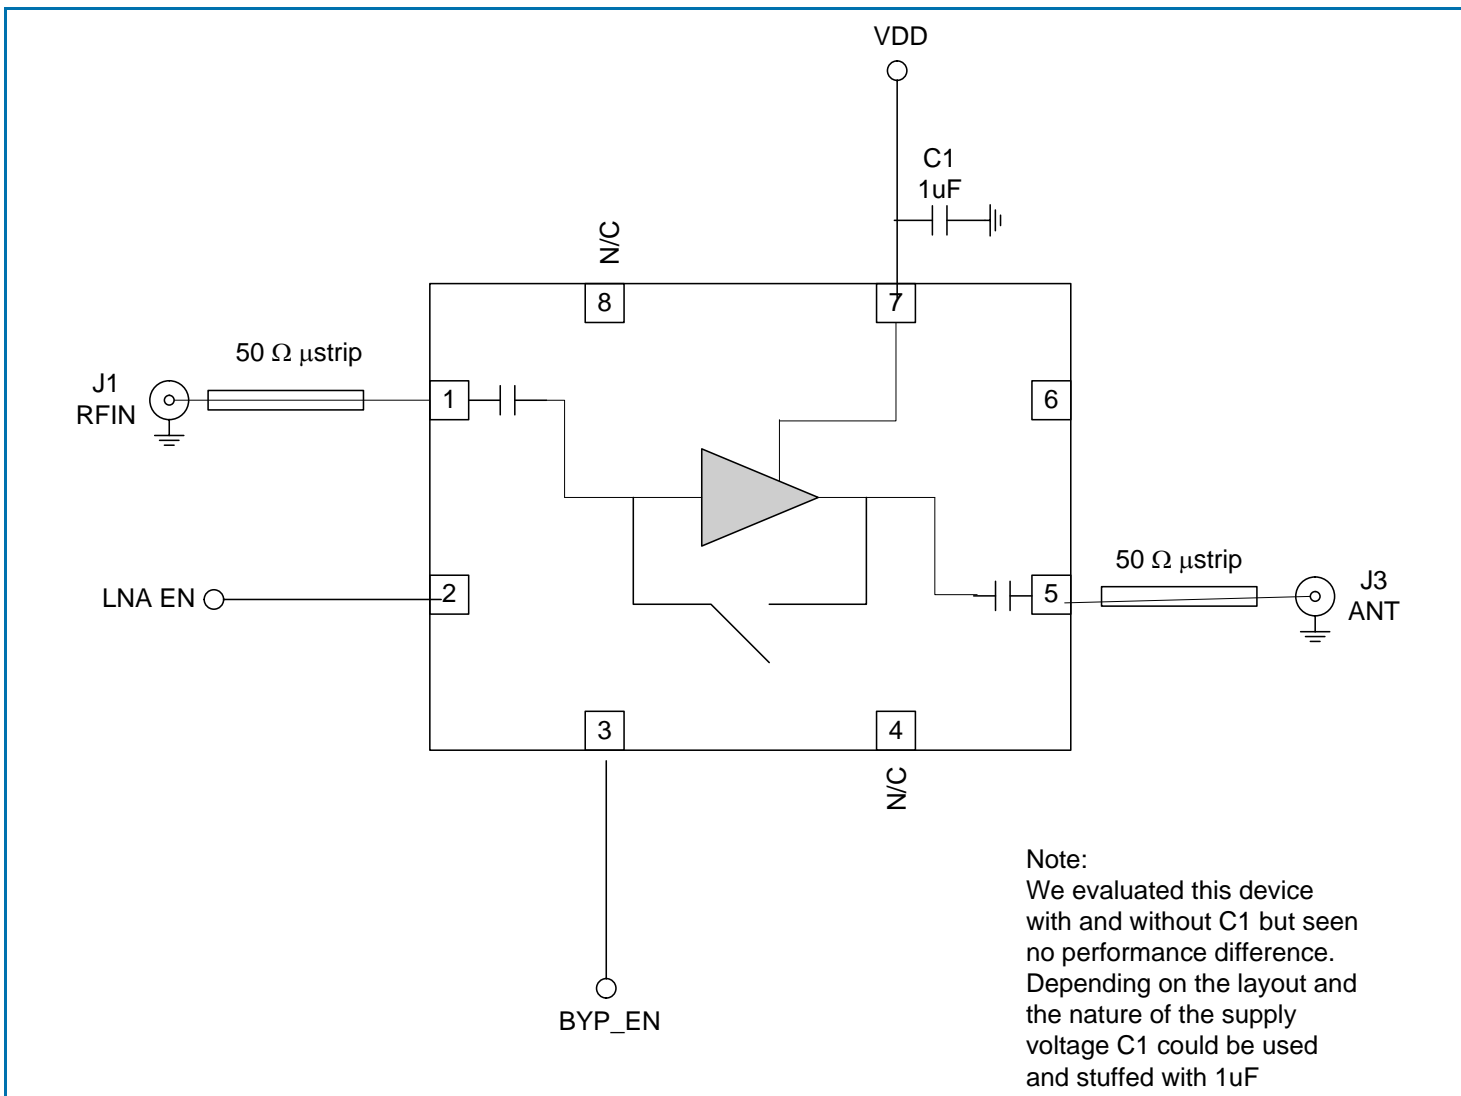 VDD
C1
1uF
N/C
8
7
50 Ω μstrip
J1
RFIN
1
6
50 Ω μstrip
LNA EN
2
5
J3
ANT
3
4
N/C
BYP_EN
Note:
We evaluated this device
with and without C1 but seen
no performance difference.
Depending on the layout and
the nature of the supply
voltage C1 could be used
and stuffed with 1uF